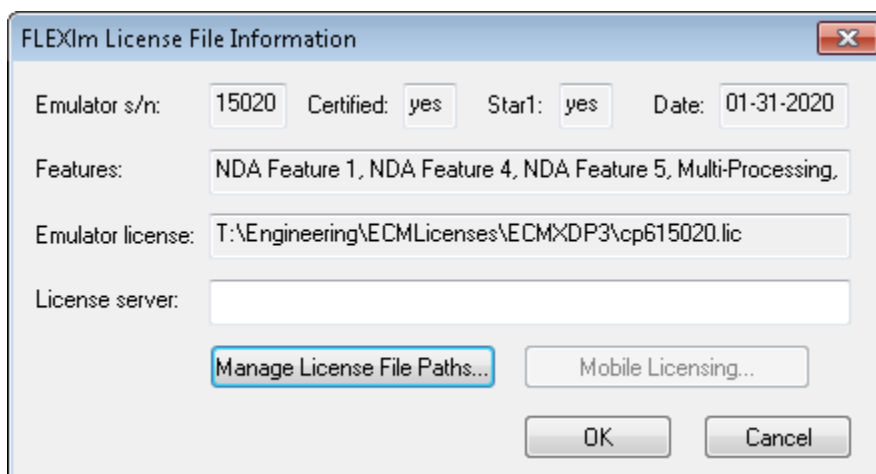 FLEXlm License File Information
Emulator s/n: 15020 Certified: yes Star1: yes Date: 01-31-2020
Features: NDA Feature 1, NDA Feature 4, NDA Feature 5, Multi-Processing,
Emulator license: T:\Engineering\ECMLicenses\ECMXDP3\cp615020.lic
License server:
Manage License File Paths... Mobile Licensing...
OK Cancel